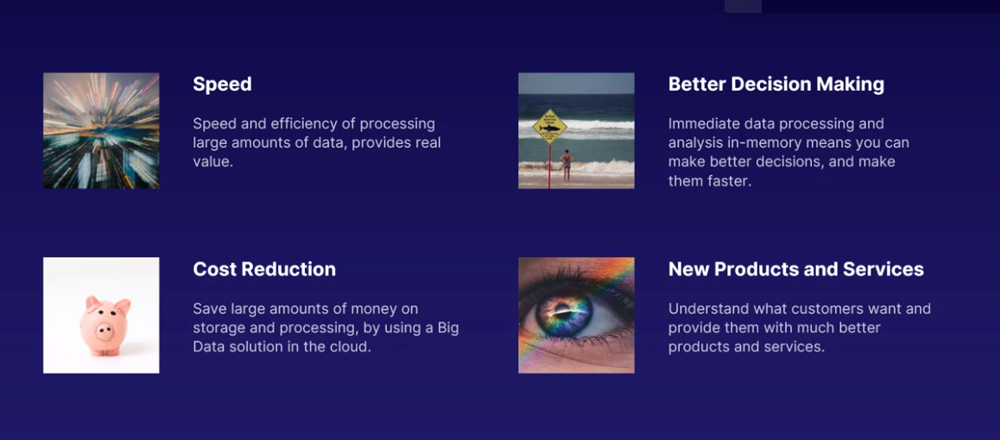 Speed
Speed and efficiency of processing
large amounts of data, provides real
value.
Better Decision Making
Immediate data processing and
analysis in-memory means you can
make better decisions, and make
them faster.
Cost Reduction
Save large amounts of money on
storage and processing, by using a Big
Data solution in the cloud.
New Products and Services
Understand what customers want and
provide them with much better
products and services.